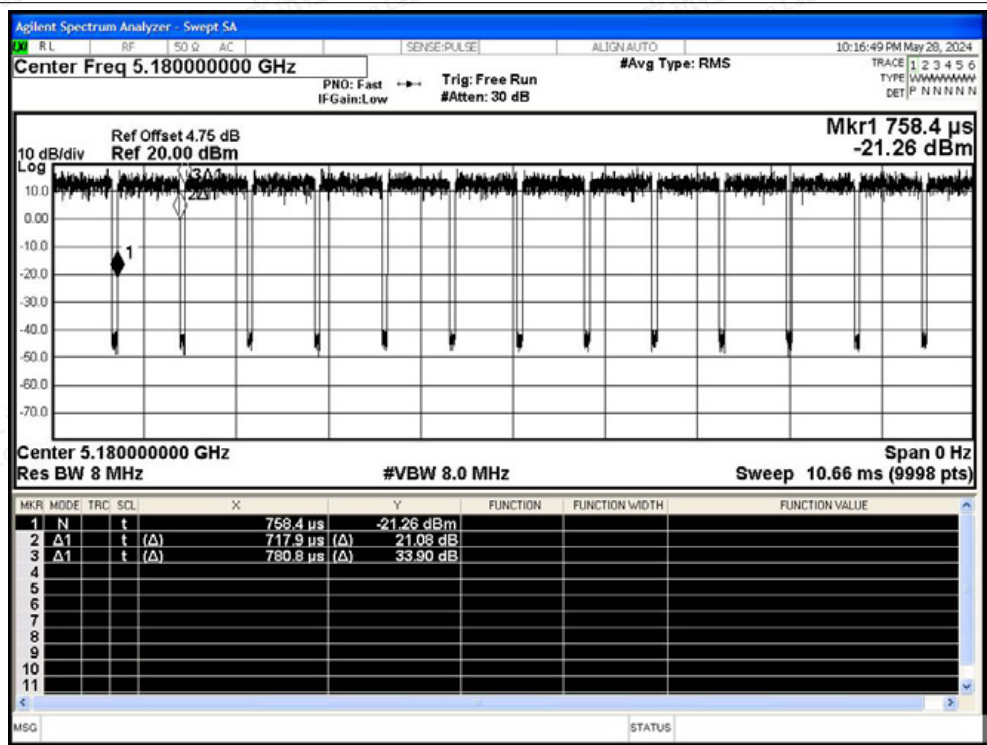 Agilent Spectrum Analyzer - Swept SA
RL RF 50 Ω AC SENSE:PULSE ALIGNAUTO 10:16:49 PM May 28, 2024
Center Freq 5.180000000 GHz #Avg Type: RMS TRACE 1 2 3 4 5 6
PNO: Fast Trig: Free Run TYPE WWWWWW
IFGain:Low #Atten: 30 dB DET P N N N N N
Mkr1 758.4 µs
Ref Offset 4.75 dB
10 dB/div Ref 20.00 dBm -21.26 dBm
Log
3Δ1
10.0
2Δ1
0.00
-10.0
1
-20.0
-30.0
-40.0
-50.0
-60.0
-70.0
Center 5.180000000 GHz Span 0 Hz
Res BW 8 MHz #VBW 8.0 MHz Sweep 10.66 ms (9998 pts)
MKR MODE TRC SCL X Y FUNCTION FUNCTION WIDTH FUNCTION VALUE
1 N t 758.4 µs -21.26 dBm
2 Δ1 t (Δ) 717.9 µs (Δ) 21.08 dB
3 Δ1 t (Δ) 780.8 µs (Δ) 33.90 dB
4
5
6
7
8
9
10
11
MSG STATUS